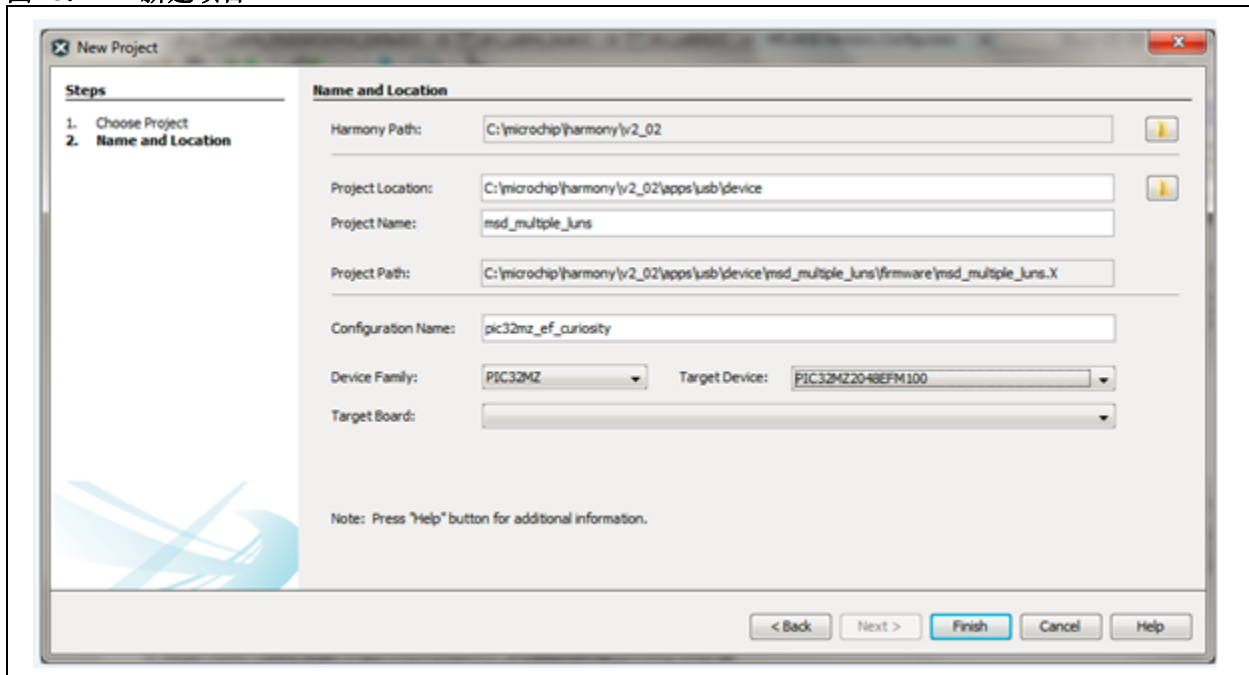 New Project
Steps
1. Choose Project
2. Name and Location
Name and Location
Harmony Path: C:\microchip\harmony\v2_02
Project Location: C:\microchip\harmony\v2_02\apps\usb\device
Project Name: msd_multiple_luns
Project Path: C:\microchip\harmony\v2_02\apps\usb\device\msd_multiple_luns\firmware\msd_multiple_luns.X
Configuration Name: pic32mz_ef_curiosity
Device Family: PIC32MZ Target Device: PIC32MZ2048EFM100
Target Board:
Note: Press "Help" button for additional information.
< Back Next > Finish Cancel Help